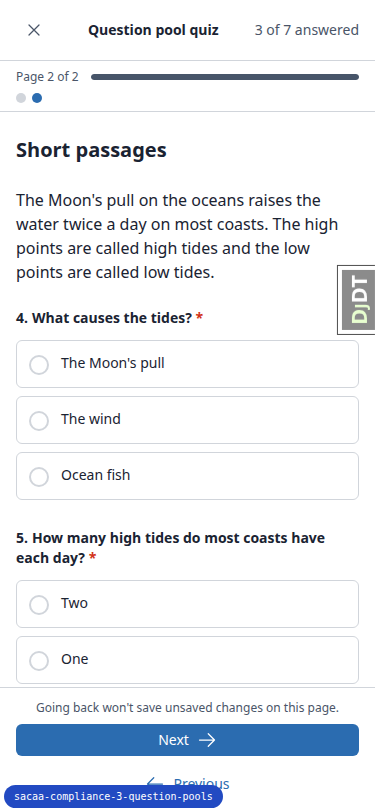 Question pool quiz
3 of 7 answered
Page 2 of 2
Short passages
The Moon's pull on the oceans raises the
water twice a day on most coasts. The high
points are called high tides and the low
points are called low tides.
DjDT
4. What causes the tides? *
The Moon's pull
The wind
Ocean fish
5. How many high tides do most coasts have
each day? *
Two
One
Going back won't save unsaved changes on this page.
Next
Previous
sacaa-compliance-3-question-pools